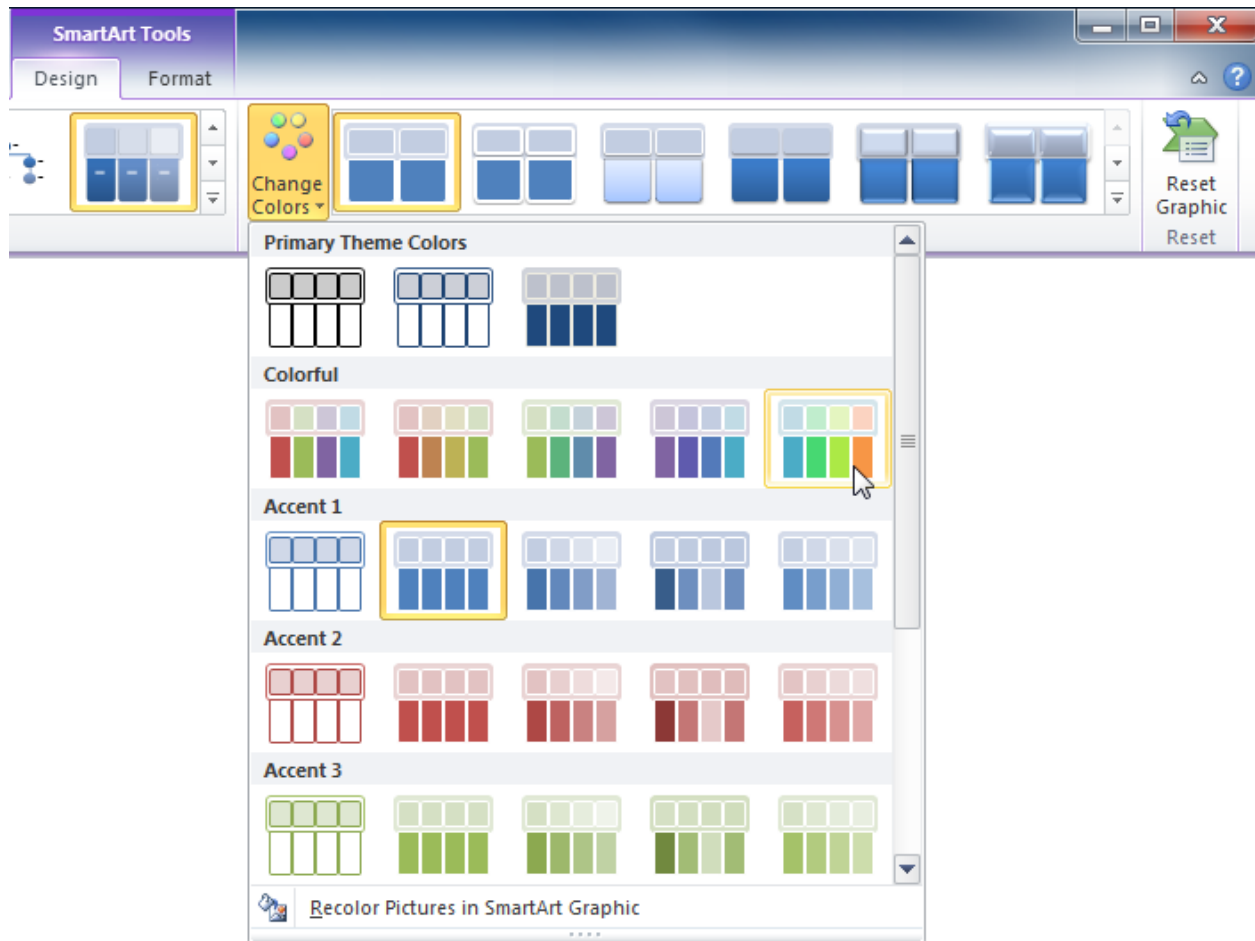 SmartArt Tools
Design Format
Change
Colors
Reset
Graphic
Reset
Primary Theme Colors
Colorful
Accent 1
Accent 2
Accent 3
Recolor Pictures in SmartArt Graphic